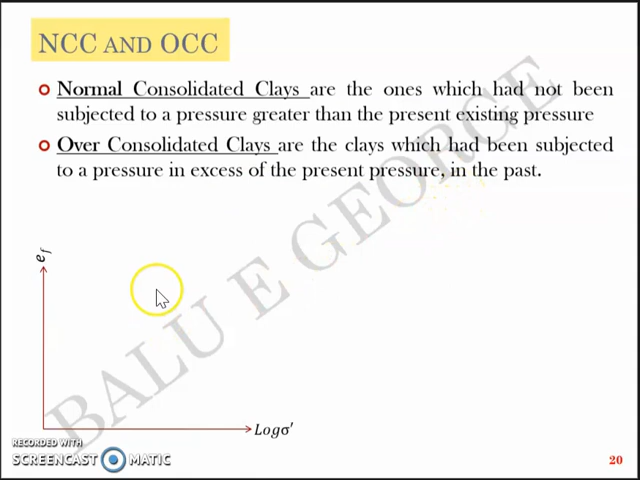 NCC AND OCC
Normal Consolidated Clays are the ones which had not been
subjected to a pressure greater than the present existing pressure
Over Consolidated Clays are the clays which had been subjected
to a pressure in excess of the present pressure, in the past.
BALU E GEORGE
e_f
Logσ'
RECORDED WITH
SCREENCAST MATIC
20